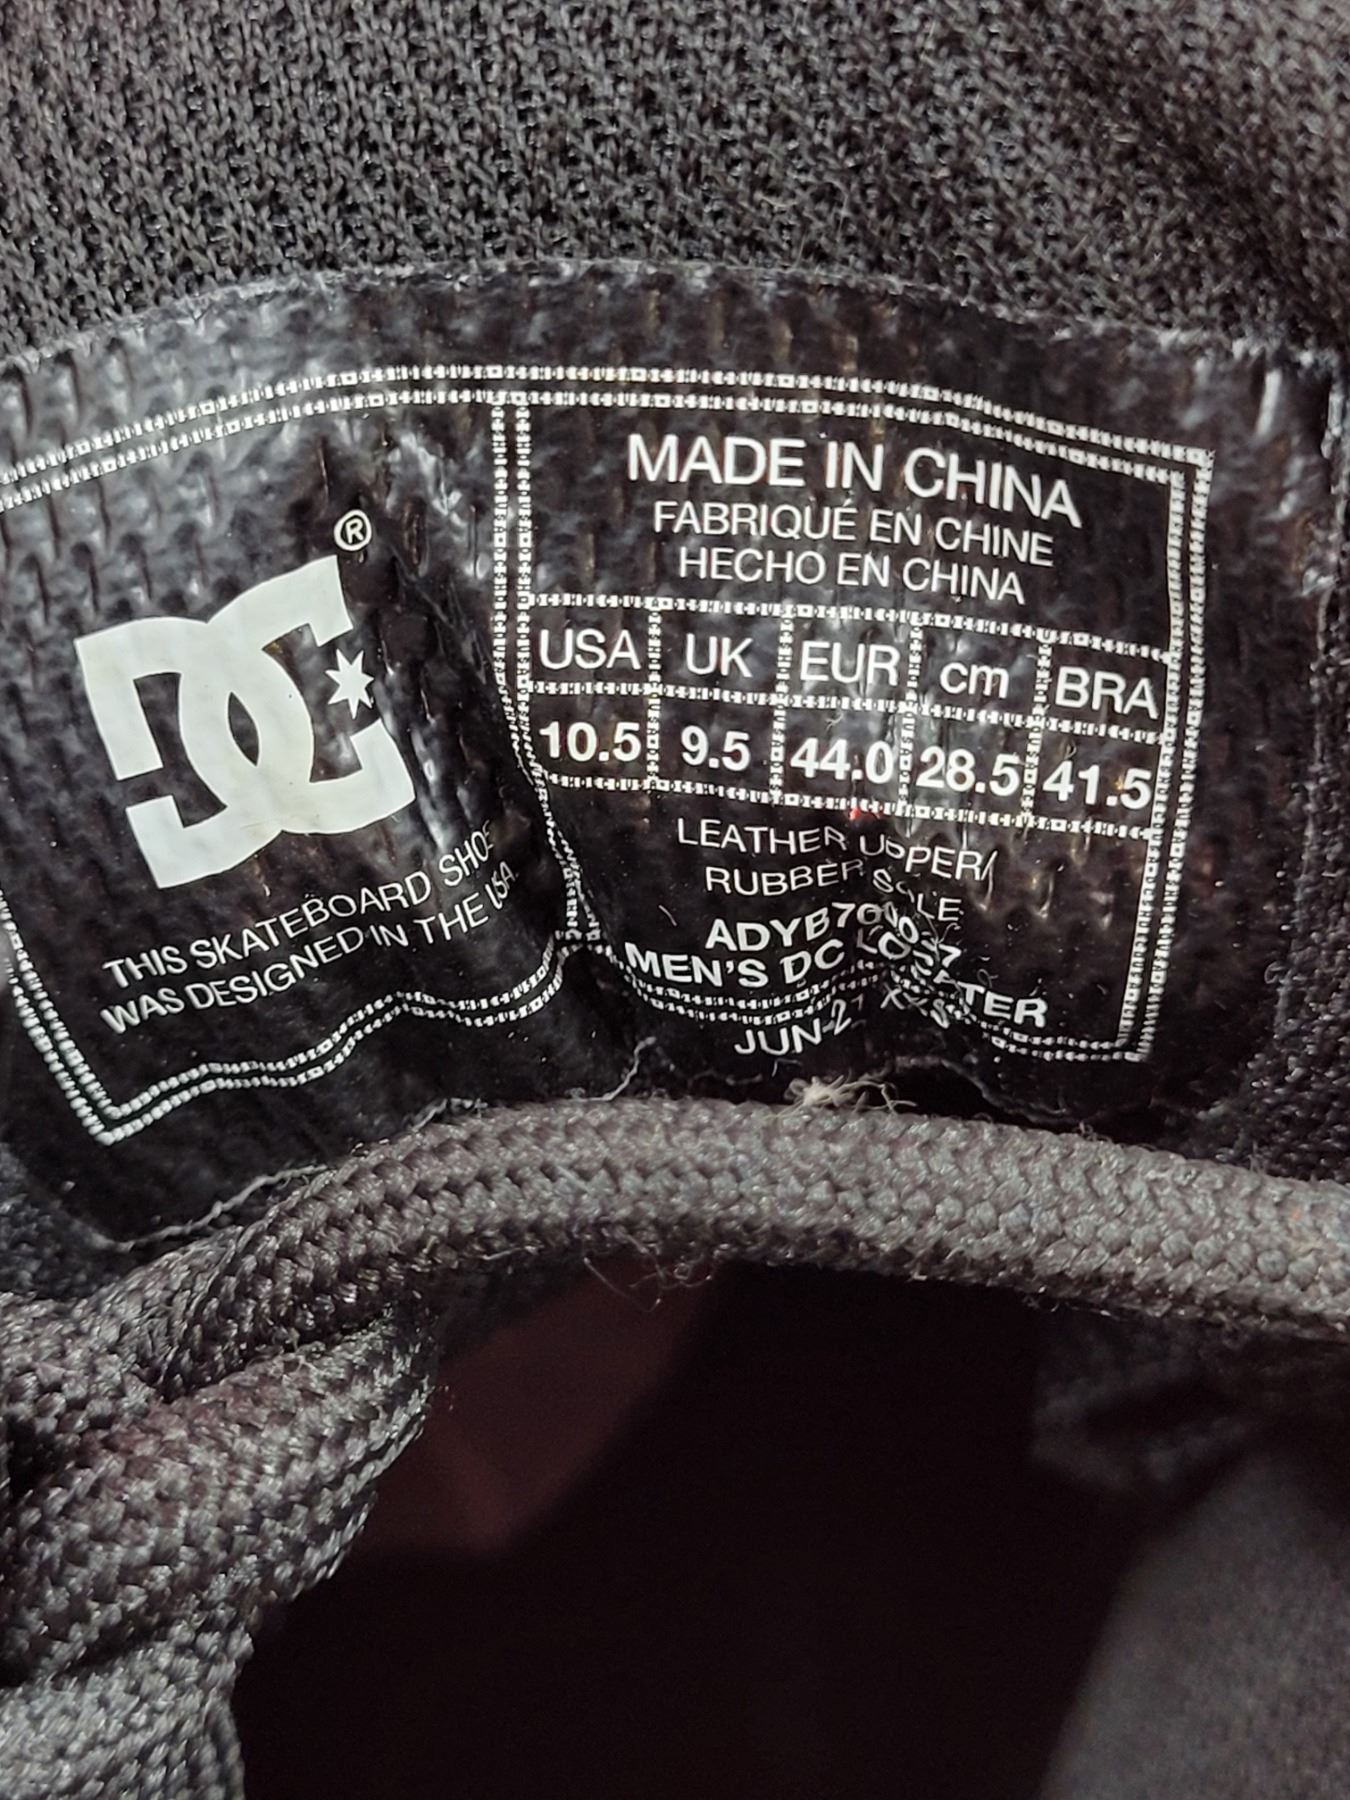 DC®
THIS SKATEBOARD SHOE
WAS DESIGNED IN THE USA.
MADE IN CHINA
FABRIQUÉ EN CHINE
HECHO EN CHINA
USA UK EUR cm BRA
10.5 9.5 44.0 28.5 41.5
LEATHER UPPER/
RUBBER SOLE
MEN'S DC